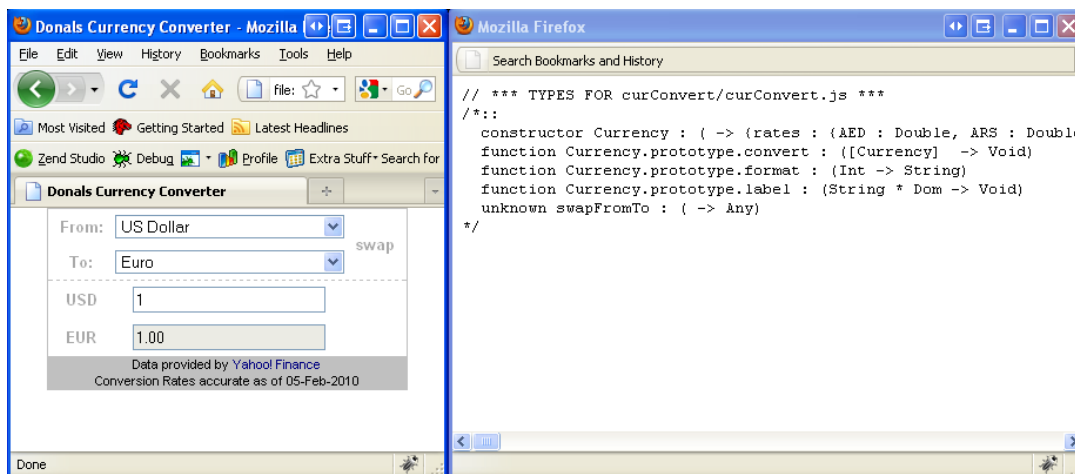 Donals Currency Converter - Mozilla
File Edit View History Bookmarks Tools Help
file:
Go
Most Visited Getting Started Latest Headlines
Zend Studio Debug Profile Extra Stuff Search for
Donals Currency Converter
From: US Dollar
swap
To: Euro
USD 1
EUR 1.00
Data provided by Yahoo! Finance
Conversion Rates accurate as of 05-Feb-2010
Done
Mozilla Firefox
Search Bookmarks and History
// *** TYPES FOR curConvert/curConvert.js ***
/*::
constructor Currency : ( -> {rates : {AED : Double, ARS : Double
function Currency.prototype.convert : ([Currency] -> Void)
function Currency.prototype.format : (Int -> String)
function Currency.prototype.label : (String * Dom -> Void)
unknown swapFromTo : ( -> Any)
*/